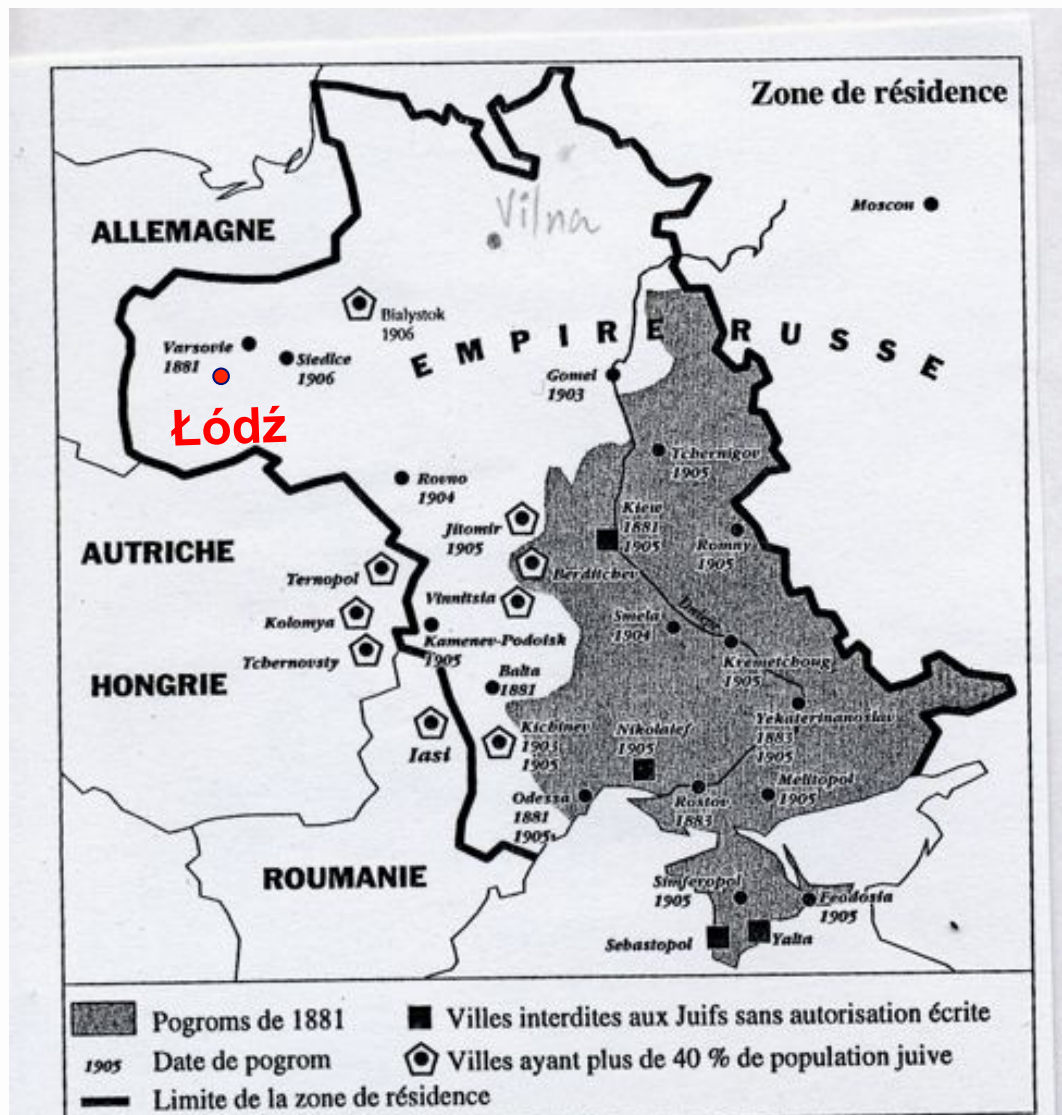 Zone de résidence
Vilna
Moscou
ALLEMAGNE
Bialystok
1906
EMPIRE RUSSE
Varsovie
1881
Siedlce
1906
Gomel
1903
Łódź
Tchernigov
1905
Rovno
1904
Kiew
1881
1905
Jitomir
1905
Romny
1905
AUTRICHE
Ternopol
Berditchev
Vinnitsia
Kolomya
Smela
1904
Dniepr
Kamenev-Podolsk
1905
Tchernovsty
Kremetchoug
1905
Balta
1881
HONGRIE
Yekaterinanoslav
1883
1905
Kichinev
1903
1905
Nikolaief
1905
Iasi
Melitopol
1905
Odessa
1881
1905
Rostov
1883
ROUMANIE
Simferopol
1905
Feodosia
1905
Sebastopol
Yalta
Pogroms de 1881
Villes interdites aux Juifs sans autorisation écrite
1905 Date de pogrom
Villes ayant plus de 40 % de population juive
Limite de la zone de résidence